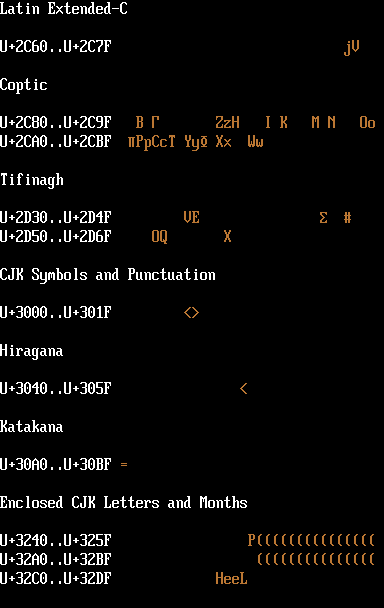 Latin Extended-C
U+2C60..U+2C7F                             jV
Coptic
U+2C80..U+2C9F   B Γ       ZzH   I K   M N   Oo
U+2CA0..U+2CBF  πPpCcT YyΦ Xx  Ww
Tifinagh
U+2D30..U+2D4F         VE               Σ  #
U+2D50..U+2D6F     OQ       X
CJK Symbols and Punctuation
U+3000..U+301F         <>
Hiragana
U+3040..U+305F                <
Katakana
U+30A0..U+30BF =
Enclosed CJK Letters and Months
U+3240..U+325F                 P(((((((((((((((
U+32A0..U+32BF                  (((((((((((((((
U+32C0..U+32DF             HeeL